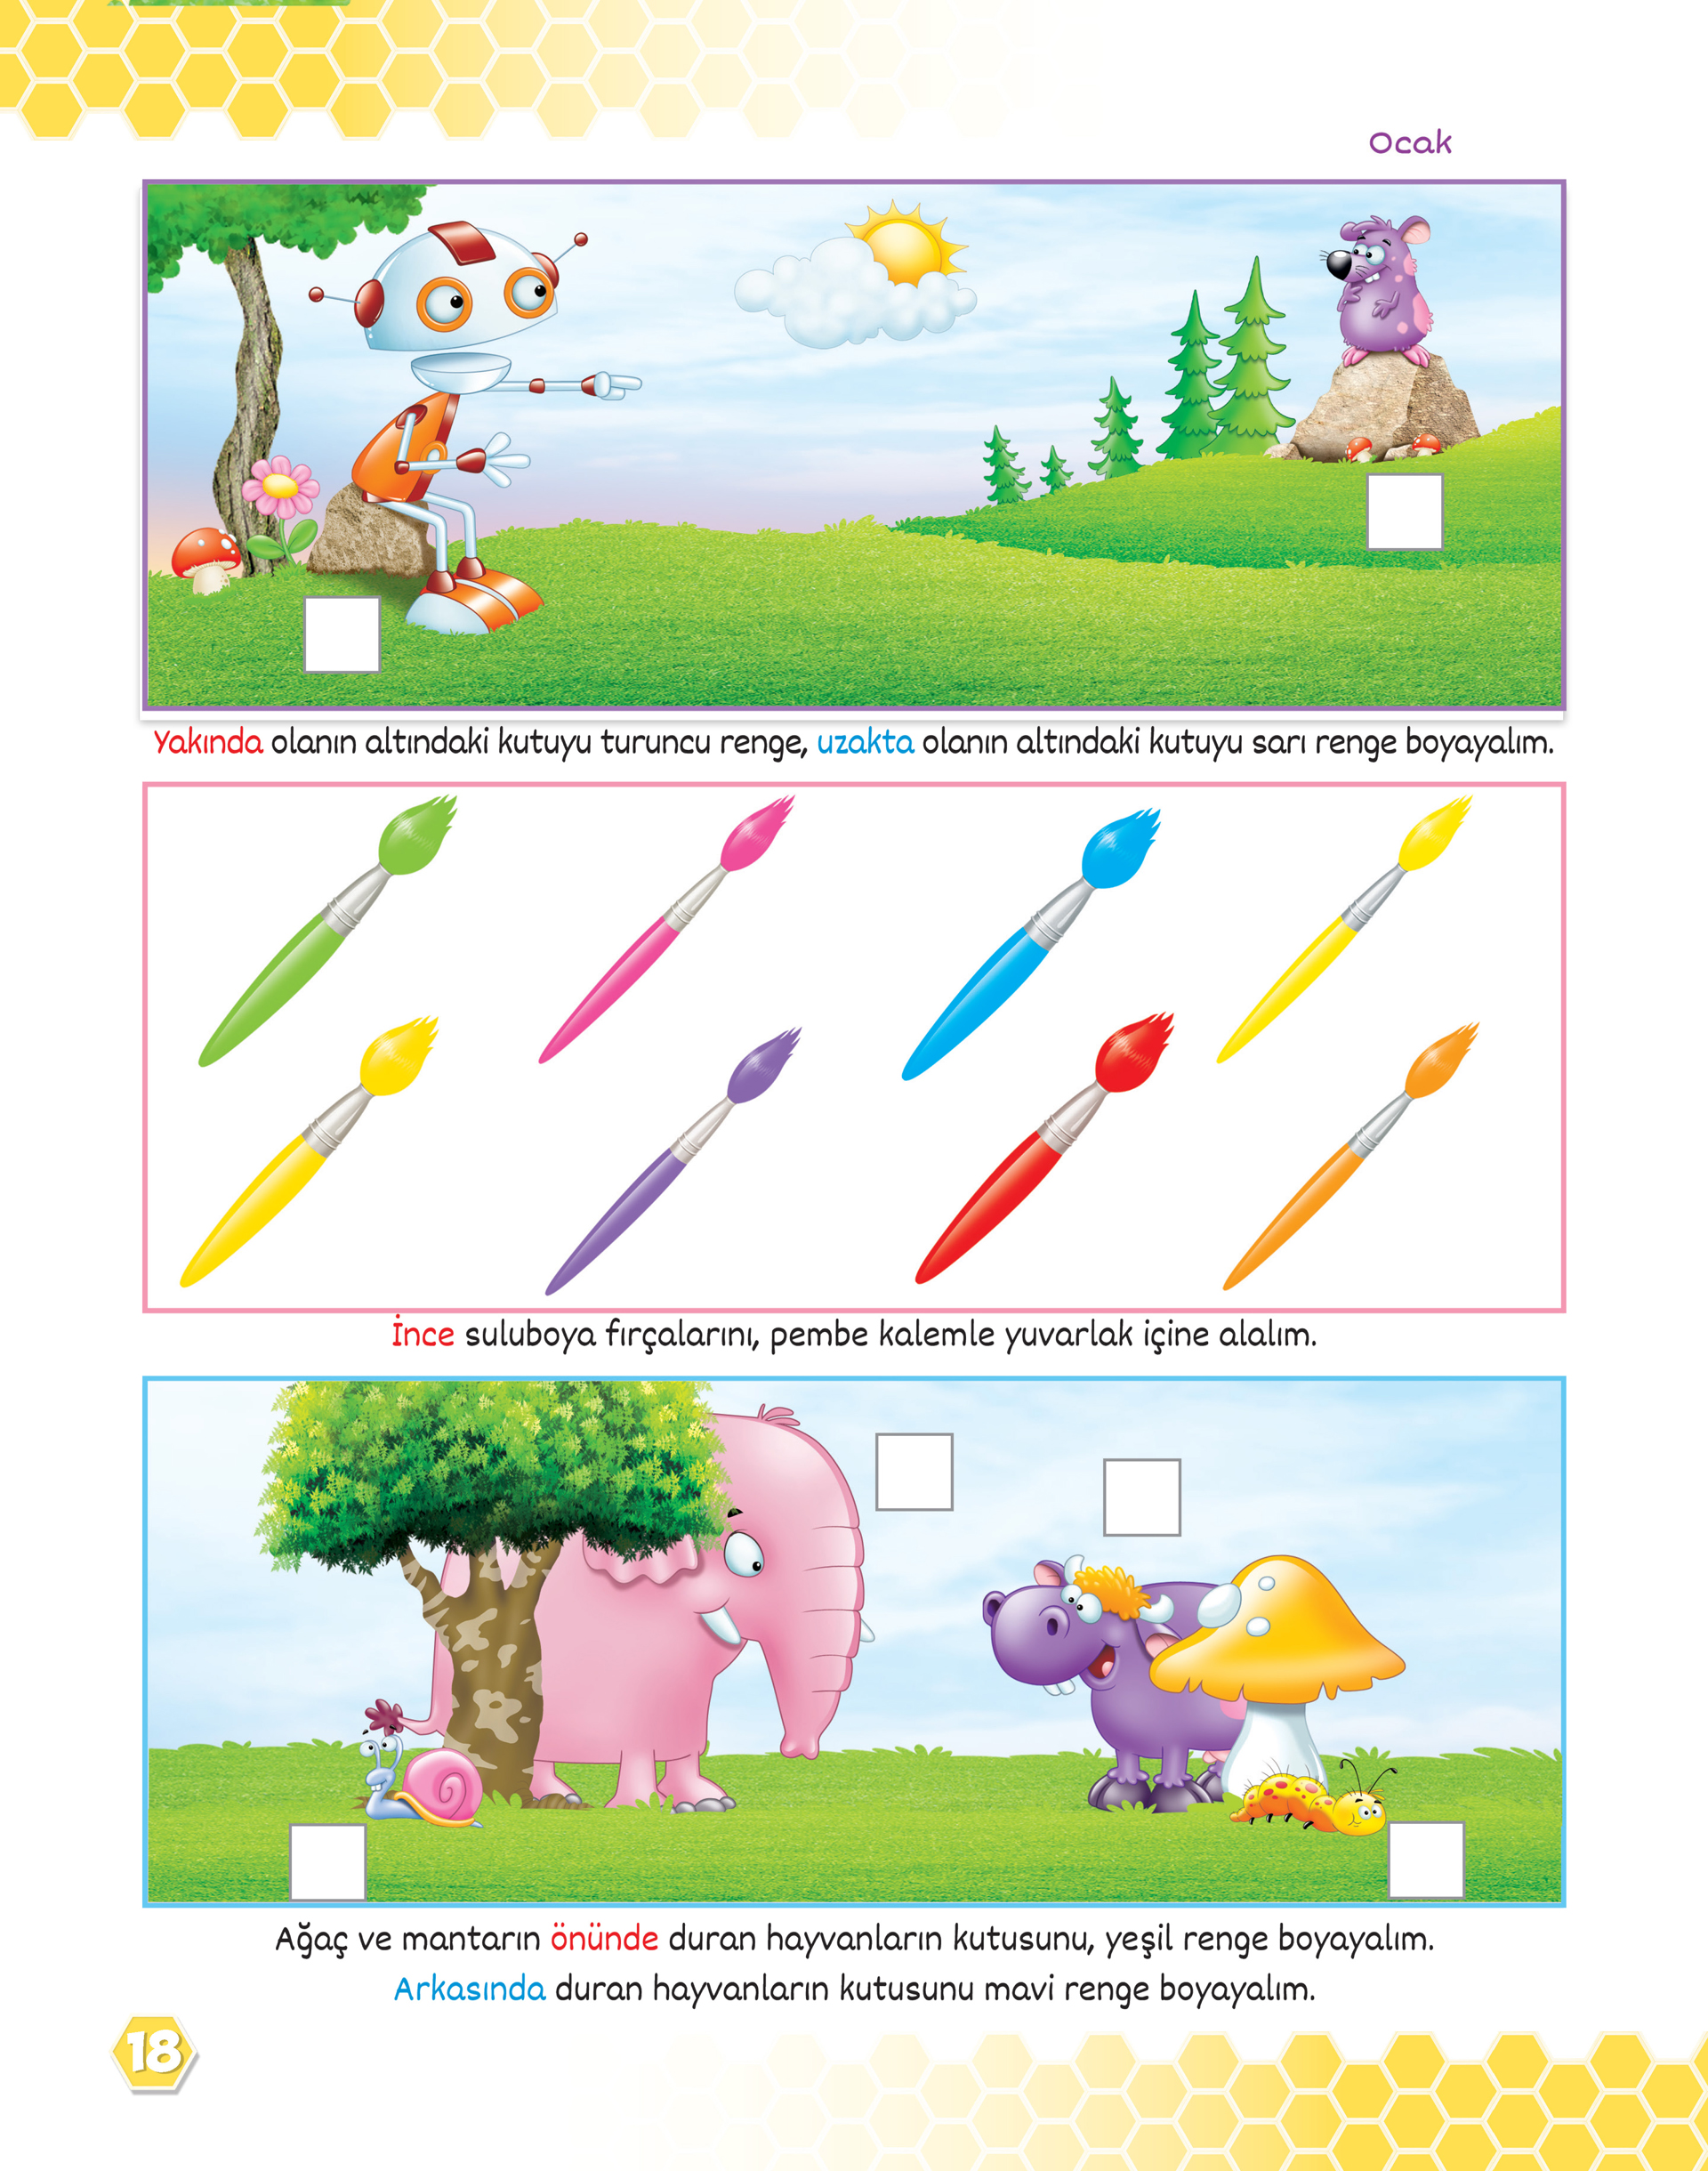 Ocak
Yakında olanın altındaki kutuyu turuncu renge, uzakta olanın altındaki kutuyu sarı renge boyayalım.
İnce suluboya fırçalarını, pembe kalemle yuvarlak içine alalım.
Ağaç ve mantarın önünde duran hayvanların kutusunu, yeşil renge boyayalım.
Arkasında duran hayvanların kutusunu mavi renge boyayalım.
18